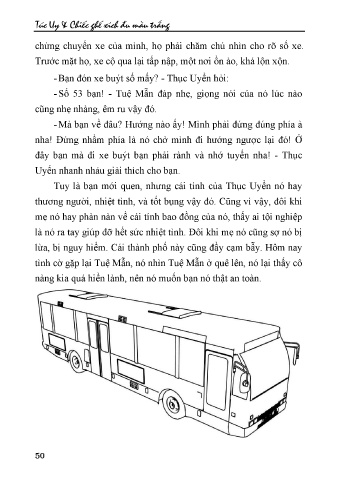 Túc Uy & Chiếc ghế xích đu màu trắng
chừng chuyến xe của mình, họ phải chăm chú nhìn cho rõ số xe.
Trước mặt họ, xe cộ qua lại tấp nập, một nơi ồn ào, khá lộn xộn.
- Bạn đón xe buýt số mấy? - Thục Uyển hỏi:
- Số 53 bạn! - Tuệ Mẫn đáp nhẹ, giọng nói của nó lúc nào
cũng nhẹ nhàng, êm ru vậy đó.
- Mà bạn về đâu? Hướng nào ấy! Mình phải đứng đúng phía à
nha! Đừng nhầm phía là nó chở mình đi hướng ngược lại đó! Ở
đây bạn mà đi xe buýt bạn phải rành và nhớ tuyến nha! - Thục
Uyển nhanh nhảu giải thích cho bạn.
Tuy là bạn mới quen, nhưng cái tính của Thục Uyển nó hay
thương người, nhiệt tình, và tốt bụng vậy đó. Cũng vì vậy, đôi khi
mẹ nó hay phàn nàn về cái tính bao đồng của nó, thấy ai tội nghiệp
là nó ra tay giúp đỡ hết sức nhiệt tình. Đôi khi mẹ nó cũng sợ nó bị
lừa, bị nguy hiểm. Cái thành phố này cũng đầy cạm bẫy. Hôm nay
tình cờ gặp lại Tuệ Mẫn, nó nhìn Tuệ Mẫn ở quê lên, nó lại thấy cô
nàng kia quá hiền lành, nên nó muốn bạn nó thật an toàn.
50